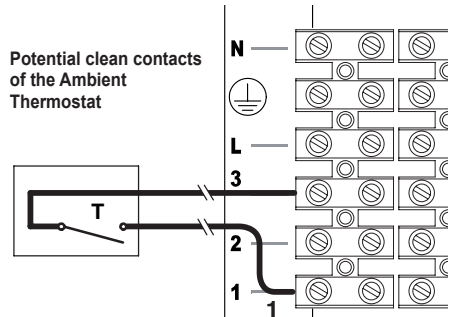 Potential clean contacts
of the Ambient
Thermostat
N
L
3
T
2
1
1